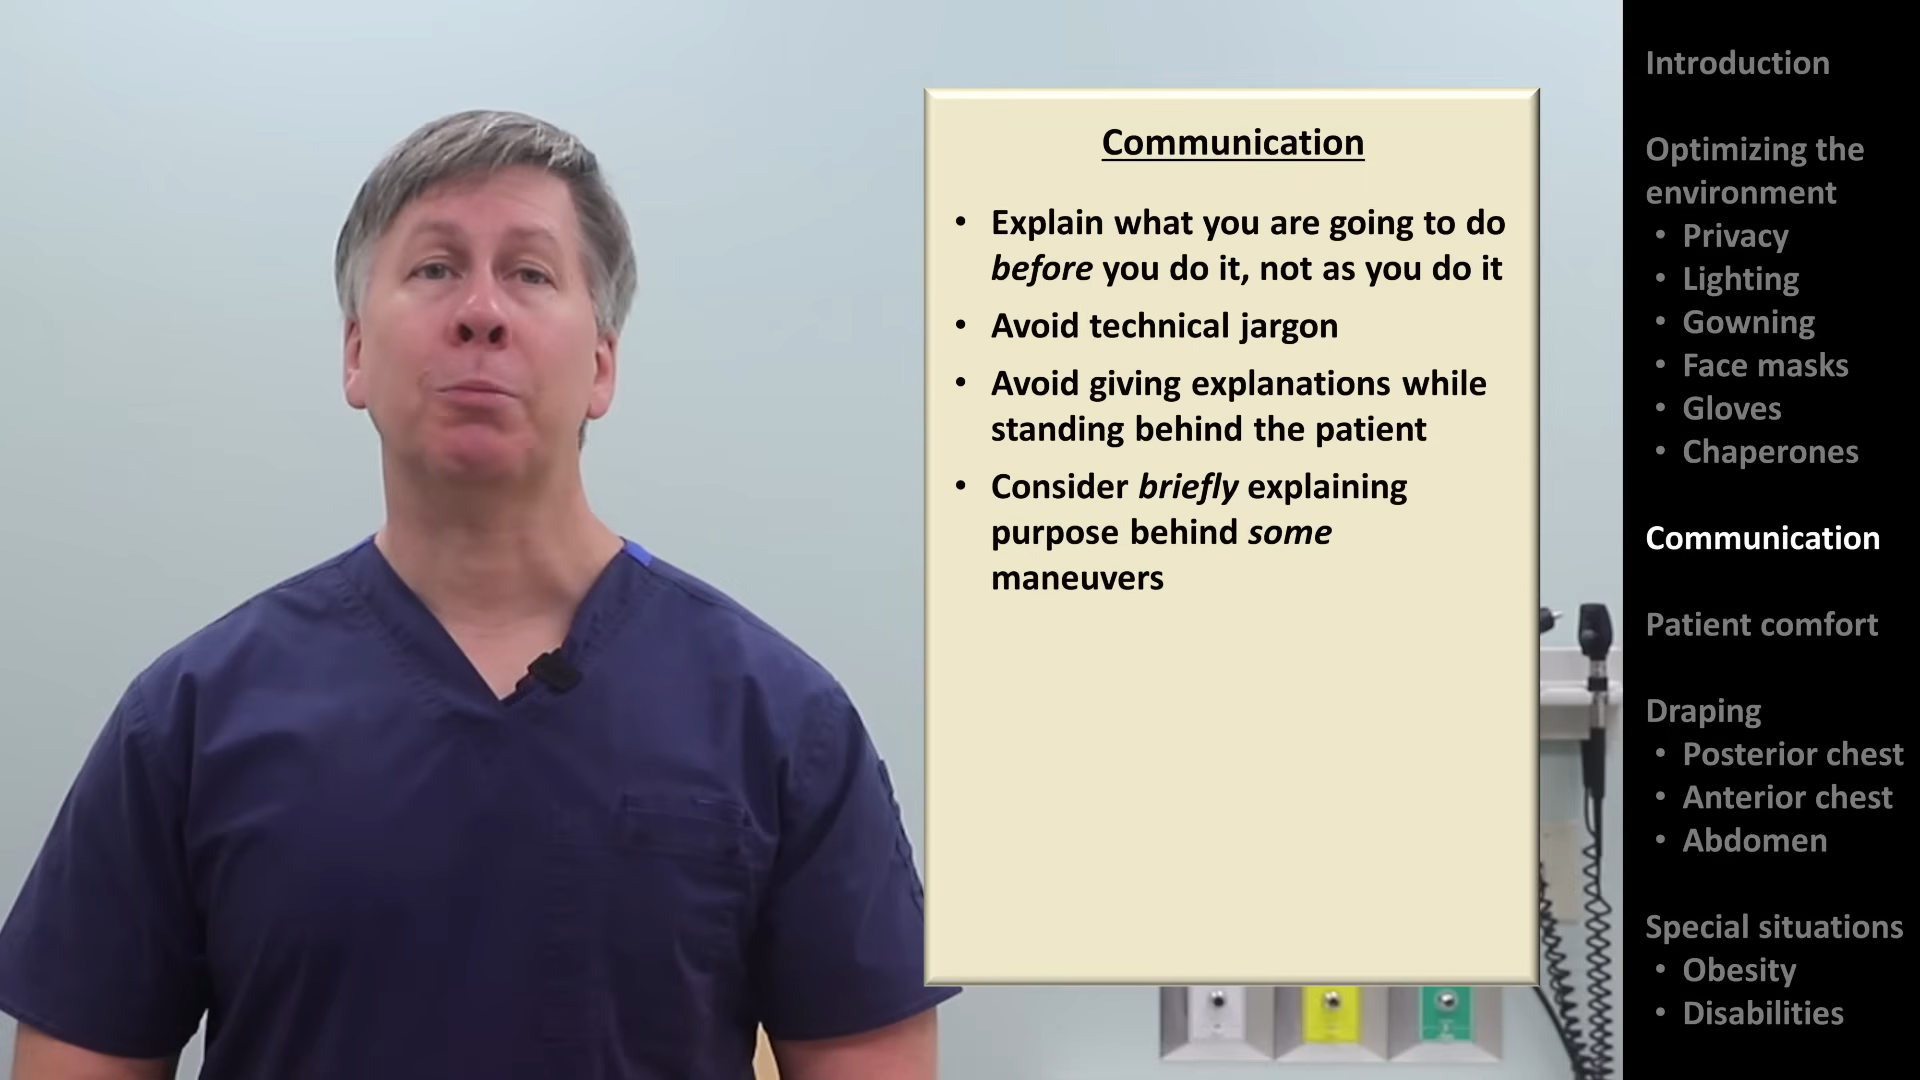 Communication
• Explain what you are going to do
before you do it, not as you do it
• Avoid technical jargon
• Avoid giving explanations while
standing behind the patient
• Consider briefly explaining
purpose behind some
maneuvers
Introduction
Optimizing the
environment
• Privacy
• Lighting
• Gowning
• Face masks
• Gloves
• Chaperones
Communication
Patient comfort
Draping
• Posterior chest
• Anterior chest
• Abdomen
Special situations
• Obesity
• Disabilities